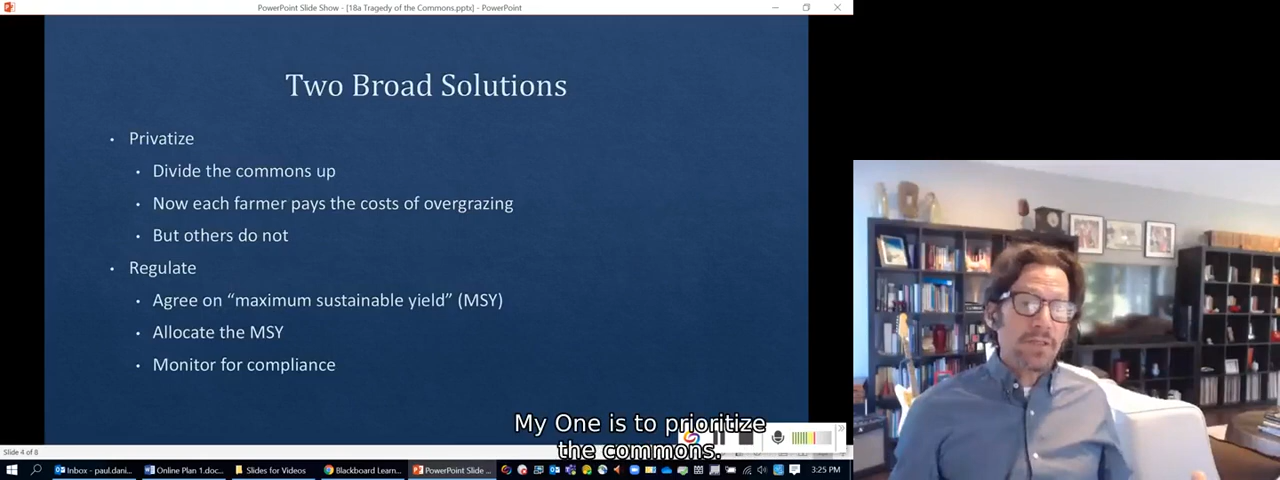 PowerPoint Slide Show - [18a Tragedy of the Commons.pptx] - PowerPoint
Two Broad Solutions
• Privatize
• Divide the commons up
• Now each farmer pays the costs of overgrazing
• But others do not
• Regulate
• Agree on “maximum sustainable yield” (MSY)
• Allocate the MSY
• Monitor for compliance
My One is to prioritize
the commons.
Slide 4 of 8
Inbox - paul.dani...
Online Plan 1.doc...
Slides for Videos
Blackboard Learn...
PowerPoint Slide ...
3:25 PM